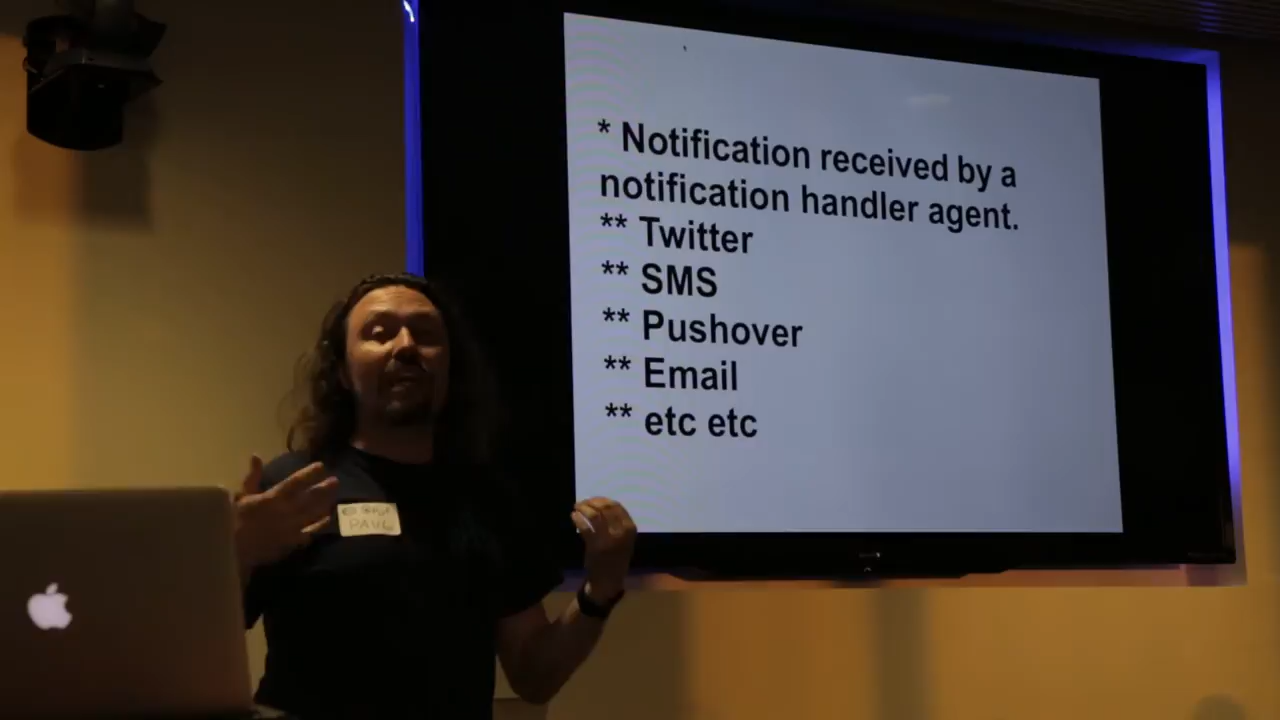 * Notification received by a
notification handler agent.
** Twitter
** SMS
** Pushover
** Email
** etc etc
PAUL